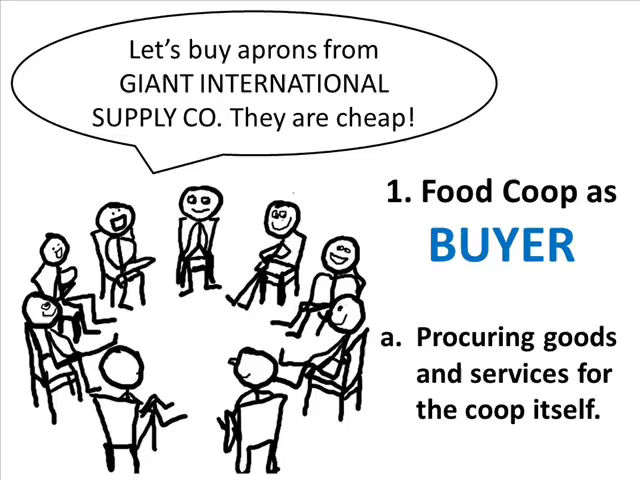 Let's buy aprons from
GIANT INTERNATIONAL
SUPPLY CO. They are cheap!
1. Food Coop as
BUYER
a. Procuring goods
and services for
the coop itself.